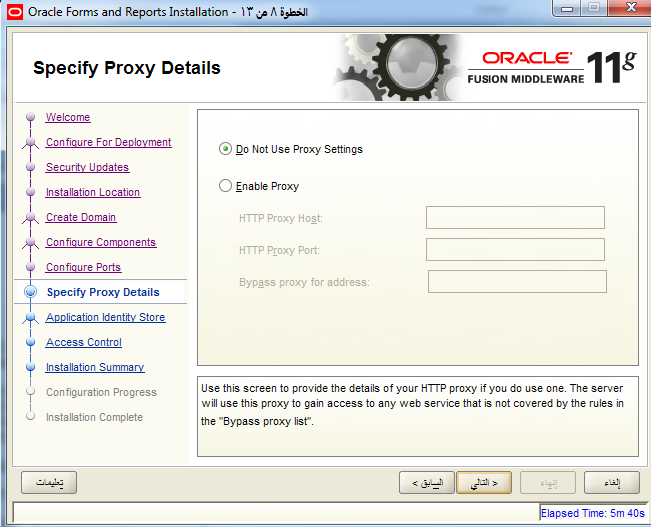 Oracle Forms and Reports Installation - الخطوة ٨ من ١٣
Specify Proxy Details
ORACLE
FUSION MIDDLEWARE 11g
Welcome
Configure For Deployment
Security Updates
Installation Location
Create Domain
Configure Components
Configure Ports
Specify Proxy Details
Application Identity Store
Access Control
Installation Summary
Configuration Progress
Installation Complete
Do Not Use Proxy Settings
Enable Proxy
HTTP Proxy Host:
HTTP Proxy Port:
Bypass proxy for address:
Use this screen to provide the details of your HTTP proxy if you do use one. The server
will use this proxy to gain access to any web service that is not covered by the rules in
the "Bypass proxy list".
تعليمات
< السابق
التالي >
إنهاء
إلغاء
Elapsed Time: 5m 40s